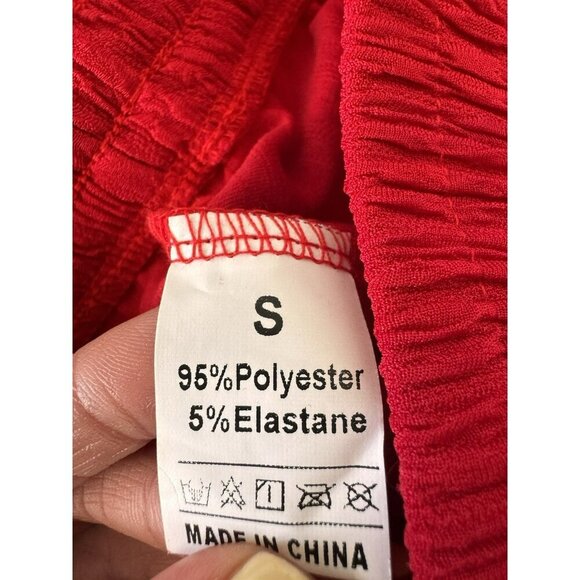 S
95%Polyester
5%Elastane
MADE IN CHINA